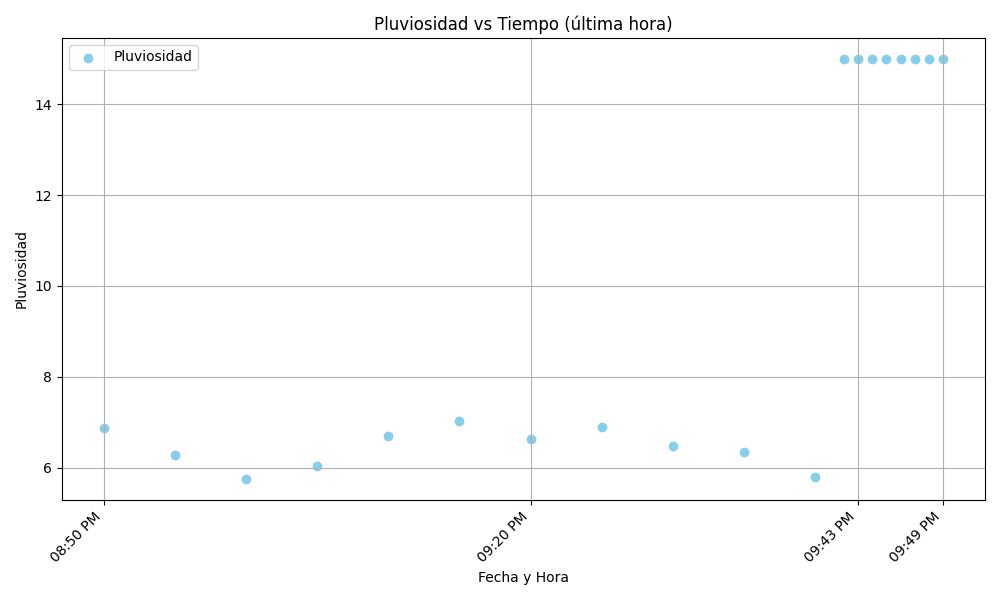 Pluviosidad vs Tiempo (última hora)
Pluviosidad
14
12
10
8
6
Pluviosidad
08:50 PM
09:20 PM
09:43 PM
09:49 PM
Fecha y Hora